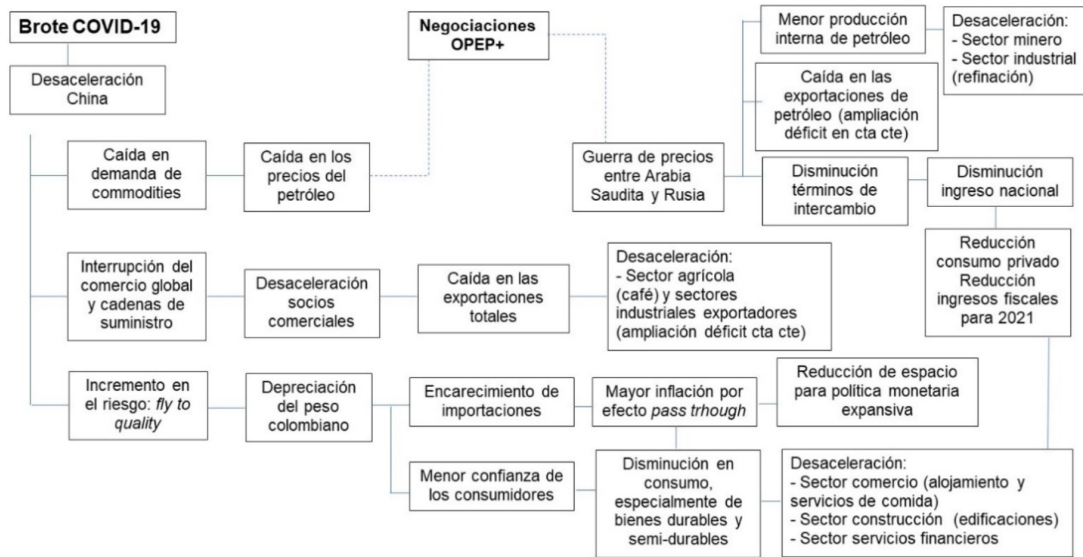 Brote COVID-19
Desaceleración
China
Negociaciones
OPEP+
Menor producción
interna de petróleo
Desaceleración:
- Sector minero
- Sector industrial
(refinación)
Caída en las
exportaciones de
petróleo (ampliación
déficit en cta cte)
Caída en
demanda de
commodities
Caída en los
precios del
petróleo
Guerra de precios
entre Arabia
Saudita y Rusia
Disminución
términos de
intercambio
Disminución
ingreso nacional
Reducción
consumo privado
Reducción
ingresos fiscales
para 2021
Interrupción del
comercio global
y cadenas de
suministro
Desaceleración
socios
comerciales
Caída en las
exportaciones
totales
Desaceleración:
- Sector agrícola
(café) y sectores
industriales exportadores
(ampliación déficit cta cte)
Incremento en
el riesgo: fly to
quality
Depreciación
del peso
colombiano
Encarecimiento de
importaciones
Mayor inflación por
efecto pass trhough
Reducción de espacio
para política monetaria
expansiva
Menor confianza de
los consumidores
Disminución en
consumo,
especialmente de
bienes durables y
semi-durables
Desaceleración:
- Sector comercio (alojamiento y
servicios de comida)
- Sector construcción (edificaciones)
- Sector servicios financieros